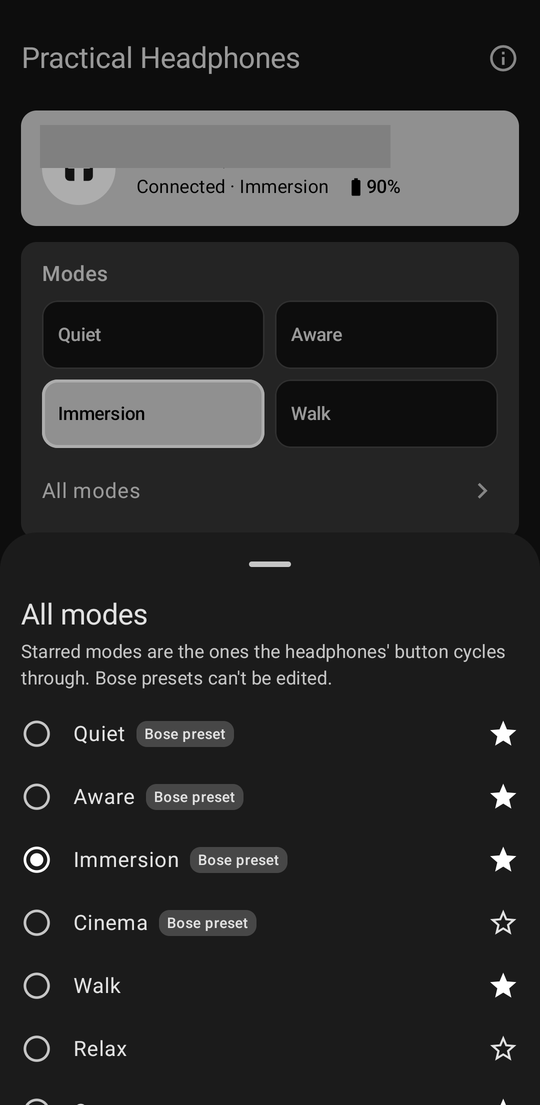 Practical Headphones
Connected · Immersion 90%
Modes
Quiet
Aware
Immersion
Walk
All modes
All modes
Starred modes are the ones the headphones' button cycles
through. Bose presets can't be edited.
Quiet Bose preset
Aware Bose preset
Immersion Bose preset
Cinema Bose preset
Walk
Relax